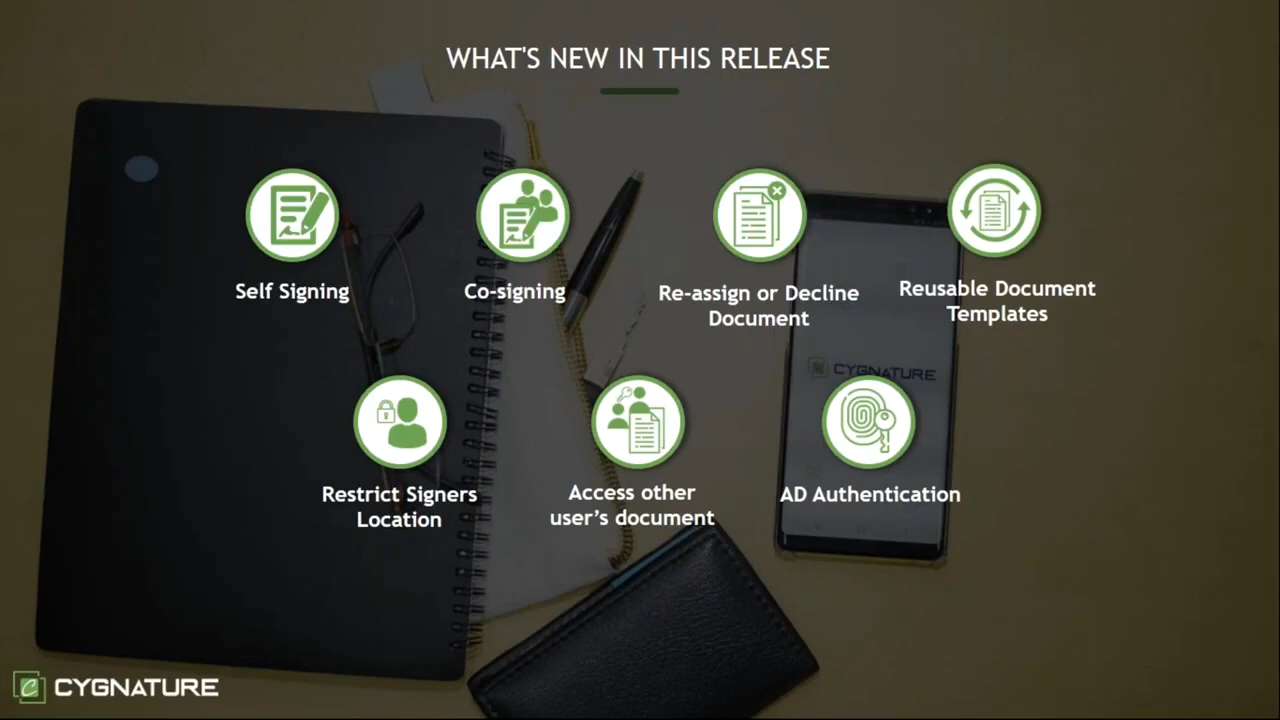 WHAT'S NEW IN THIS RELEASE
Self Signing
Co-signing
Re-assign or Decline
Document
Reusable Document
Templates
CYGNATURE
Restrict Signers
Location
Access other
user's document
AD Authentication
CYGNATURE